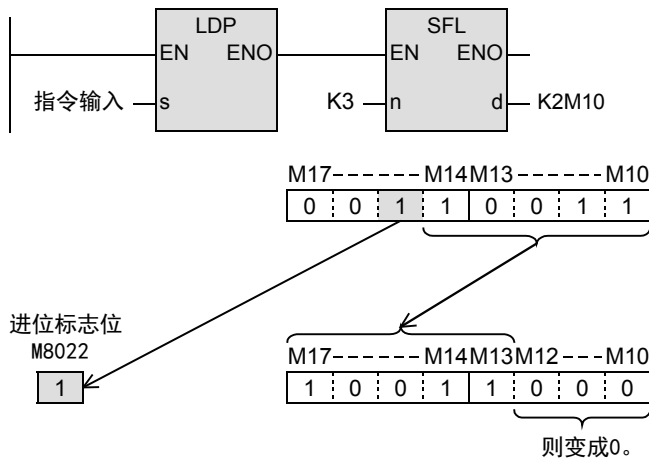 LDP
EN ENO
指令输入 s
SFL
EN ENO
K3 n d K2M10
M17------M14M13------M10
0 0 1 1 0 0 1 1
进位标志位
M8022
1
M17------M14M13M12---M10
1 0 0 1 1 0 0 0
则变成0。